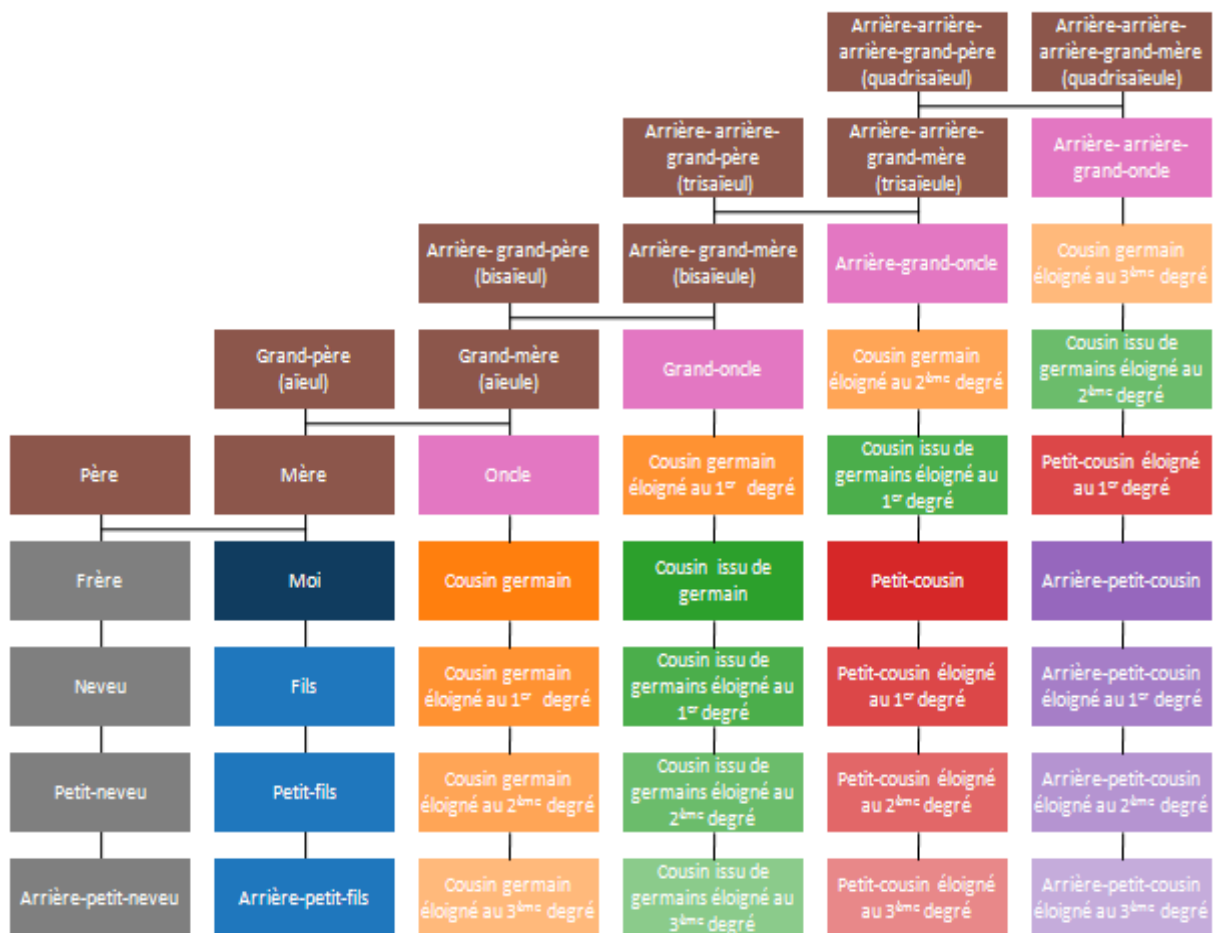 Arrière-arrière-
arrière-grand-père
(quadrisaïeul)
Arrière-arrière-
arrière-grand-mère
(quadrisaïeule)
Arrière- arrière-
grand-père
(trisaïeul)
Arrière- arrière-
grand-mère
(trisaïeule)
Arrière- arrière-
grand-oncle
Arrière- grand-père
(bisaïeul)
Arrière- grand-mère
(bisaïeule)
Arrière-grand-oncle
Cousin germain
éloigné au 3ème degré
Grand-père
(aïeul)
Grand-mère
(aïeule)
Grand-oncle
Cousin germain
éloigné au 2ème degré
Cousin issu de
germains éloigné au
2ème degré
Père
Mère
Oncle
Cousin germain
éloigné au 1er degré
Cousin issu de
germains éloigné au
1er degré
Petit-cousin éloigné
au 1er degré
Frère
Moi
Cousin germain
Cousin issu de
germain
Petit-cousin
Arrière-petit-cousin
Neveu
Fils
Cousin germain
éloigné au 1er degré
Cousin issu de
germains éloigné au
1er degré
Petit-cousin éloigné
au 1er degré
Arrière-petit-cousin
éloigné au 1er degré
Petit-neveu
Petit-fils
Cousin germain
éloigné au 2ème degré
Cousin issu de
germains éloigné au
2ème degré
Petit-cousin éloigné
au 2ème degré
Arrière-petit-cousin
éloigné au 2ème degré
Arrière-petit-neveu
Arrière-petit-fils
Cousin germain
éloigné au 3ème degré
Cousin issu de
germains éloigné au
3ème degré
Petit-cousin éloigné
au 3ème degré
Arrière-petit-cousin
éloigné au 3ème degré